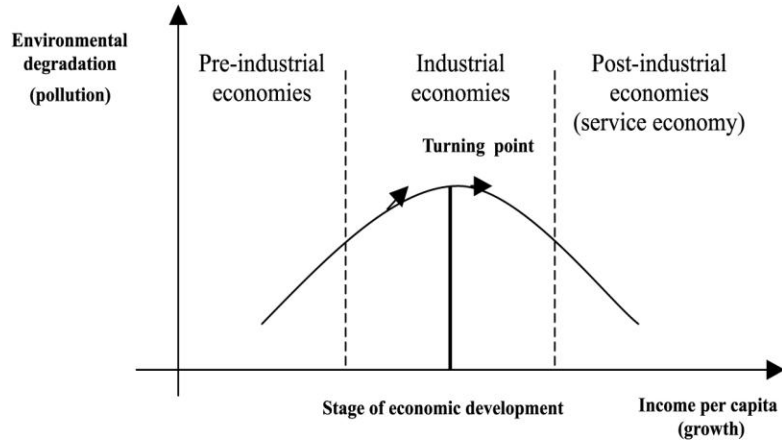 Environmental
degradation
(pollution)
Pre-industrial
economies
Industrial
economies
Post-industrial
economies
(service economy)
Turning point
Stage of economic development
Income per capita
(growth)